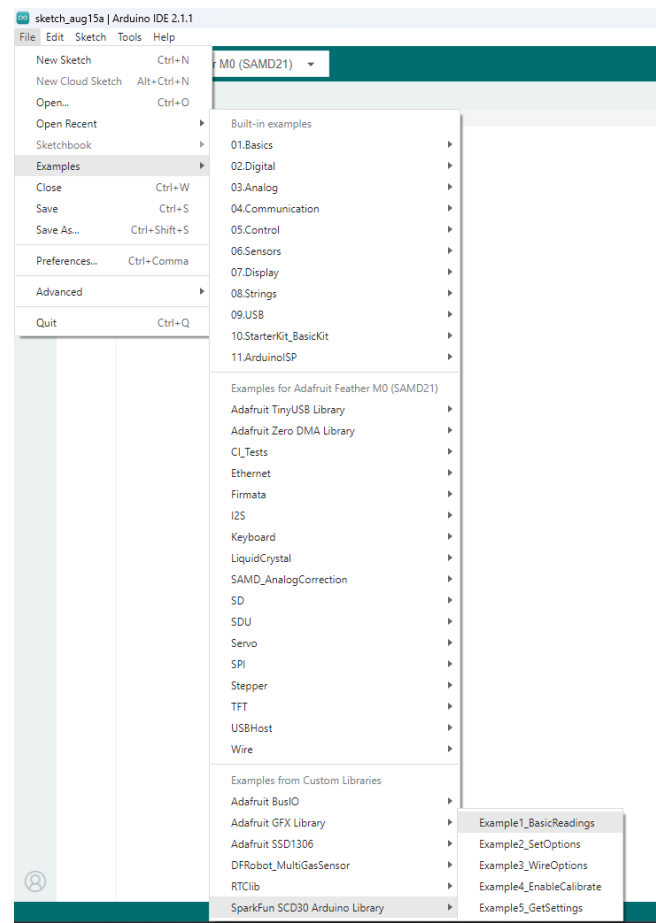 sketch_aug15a | Arduino IDE 2.1.1
File Edit Sketch Tools Help
New Sketch Ctrl+N
New Cloud Sketch Alt+Ctrl+N
Open... Ctrl+O
Open Recent
Sketchbook
Examples
Close Ctrl+W
Save Ctrl+S
Save As... Ctrl+Shift+S
Preferences... Ctrl+Comma
Advanced
Quit Ctrl+Q
r M0 (SAMD21)
Built-in examples
01.Basics
02.Digital
03.Analog
04.Communication
05.Control
06.Sensors
07.Display
08.Strings
09.USB
10.StarterKit_BasicKit
11.ArduinoISP
Examples for Adafruit Feather M0 (SAMD21)
Adafruit TinyUSB Library
Adafruit Zero DMA Library
CI_Tests
Ethernet
Firmata
I2S
Keyboard
LiquidCrystal
SAMD_AnalogCorrection
SD
SDU
Servo
SPI
Stepper
TFT
USBHost
Wire
Examples from Custom Libraries
Adafruit BusIO
Adafruit GFX Library
Adafruit SSD1306
DFRobot_MultiGasSensor
RTClib
SparkFun SCD30 Arduino Library
Example1_BasicReadings
Example2_SetOptions
Example3_WireOptions
Example4_EnableCalibrate
Example5_GetSettings